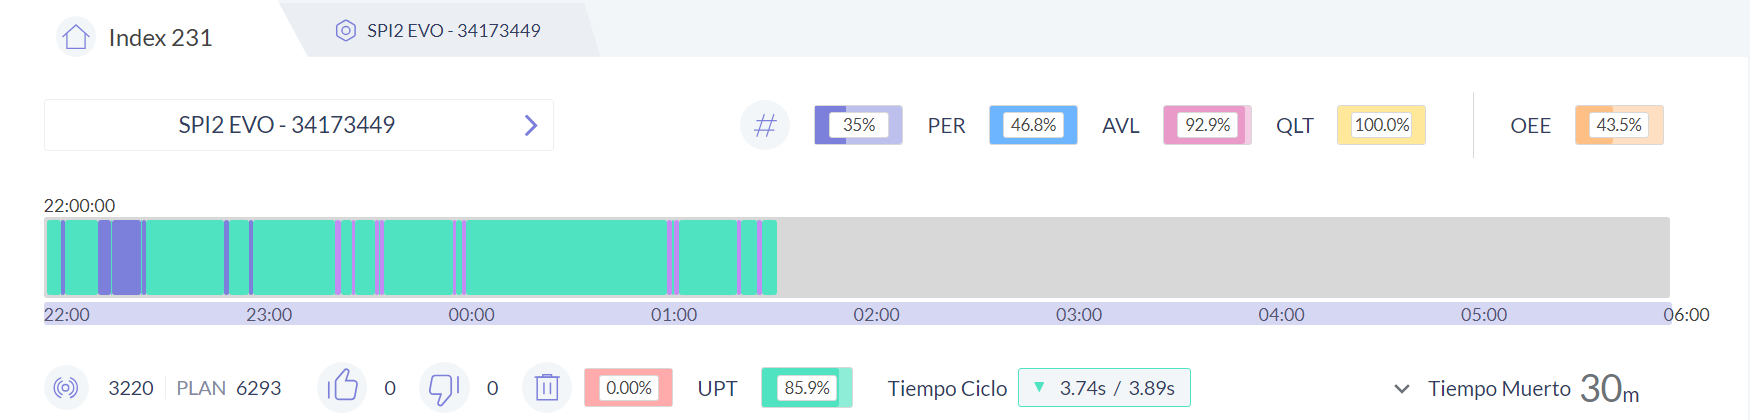 Index 231
SPI2 EVO - 34173449
SPI2 EVO - 34173449
# 35% PER 46.8% AVL 92.9% QLT 100.0% OEE 43.5%
22:00:00
22:00 23:00 00:00 01:00 02:00 03:00 04:00 05:00 06:00
3220 PLAN 6293 0 0 0.00% UPT 85.9% Tiempo Ciclo ▼ 3.74s / 3.89s Tiempo Muerto 30m